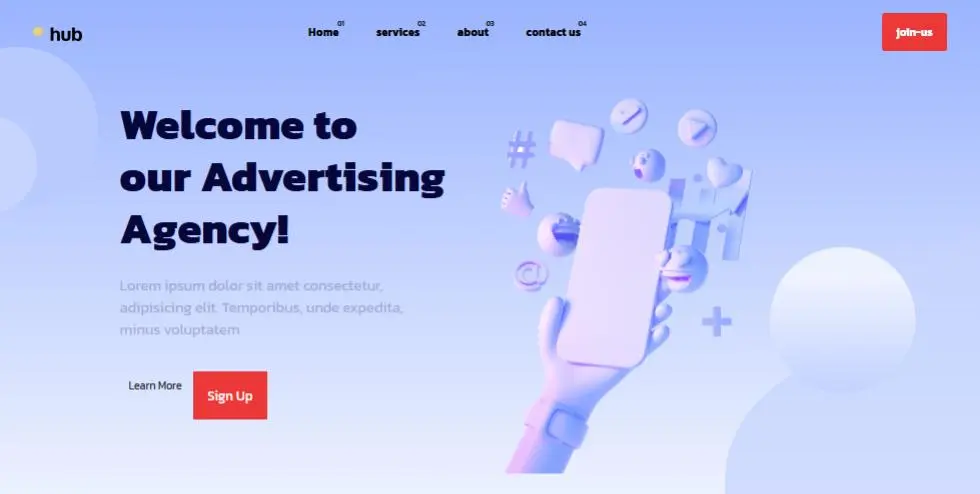 hub
Home 01
services 02
about 03
contact us 04
join-us
Welcome to
our Advertising
Agency!
Lorem ipsum dolor sit amet consectetur,
adipisicing elit. Temporibus, unde expedita,
minus voluptatem
Learn More
Sign Up
#
@